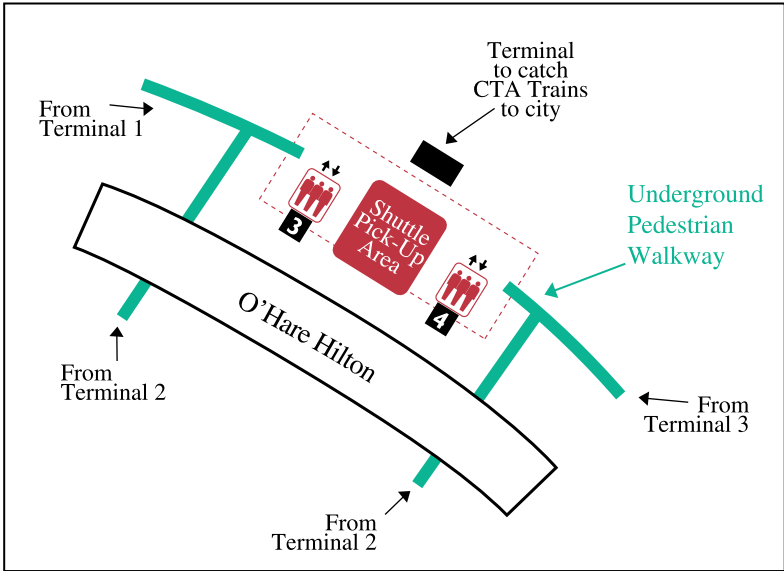 Terminal
to catch
CTA Trains
to city
From
Terminal 1
Underground
Pedestrian
Walkway
Shuttle
Pick-Up
Area
3
4
O’Hare Hilton
From
Terminal 2
From
Terminal 3
From
Terminal 2